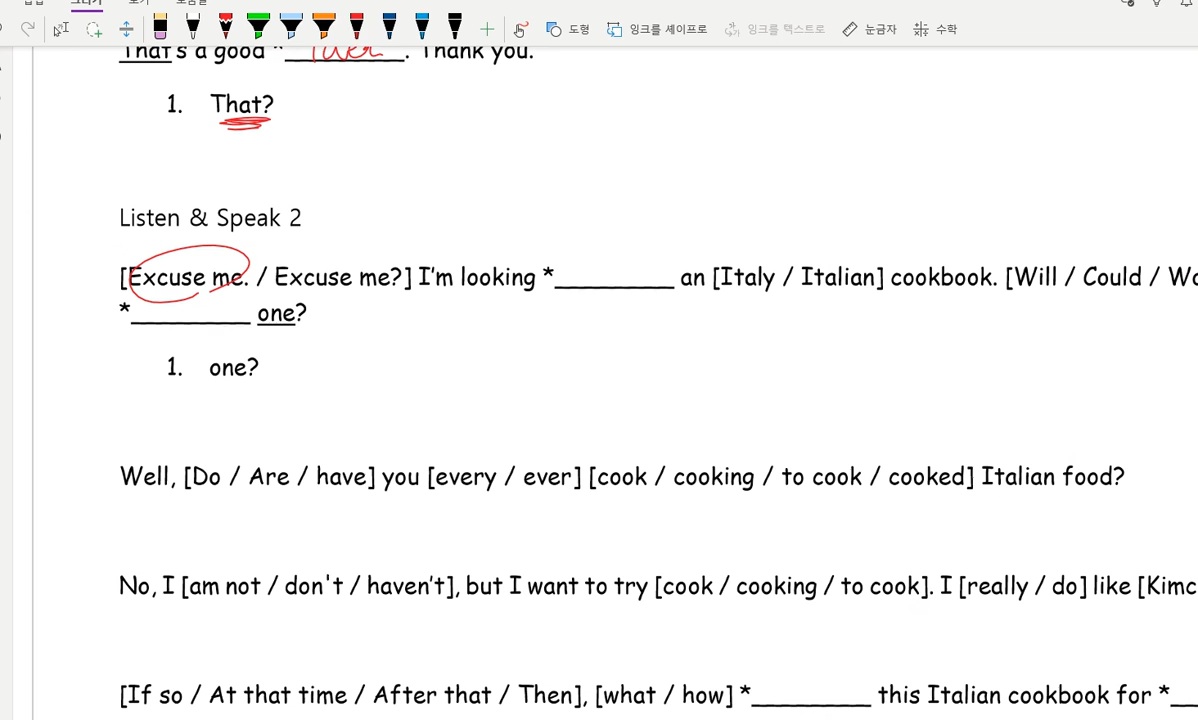 도형 잉크를 셰이프로 잉크를 텍스트로 눈금자 수학
That's a good *_________. Thank you.
1. That?
Listen & Speak 2
[Excuse me. / Excuse me?] I'm looking *_________ an [Italy / Italian] cookbook. [Will / Could / Wo
*_________ one?
1. one?
Well, [Do / Are / have] you [every / ever] [cook / cooking / to cook / cooked] Italian food?
No, I [am not / don't / haven't], but I want to try [cook / cooking / to cook]. I [really / do] like [Kimc
[If so / At that time / After that / Then], [what / how] *_________ this Italian cookbook for *__